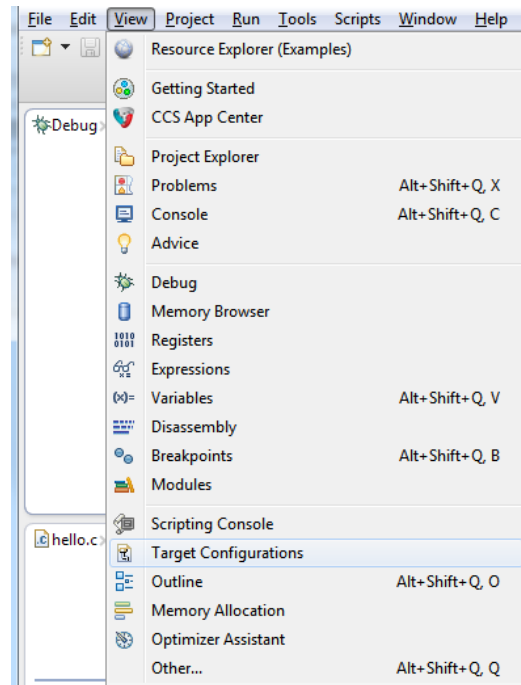 File Edit View Project Run Tools Scripts Window Help
Resource Explorer (Examples)
Getting Started
CCS App Center
Debug
Project Explorer
Problems Alt+Shift+Q, X
Console Alt+Shift+Q, C
Advice
Debug
Memory Browser
1010 0101 Registers
Expressions
(x)= Variables Alt+Shift+Q, V
Disassembly
Breakpoints Alt+Shift+Q, B
Modules
Scripting Console
.c hello.c
Target Configurations
Outline Alt+Shift+Q, O
Memory Allocation
Optimizer Assistant
Other... Alt+Shift+Q, Q